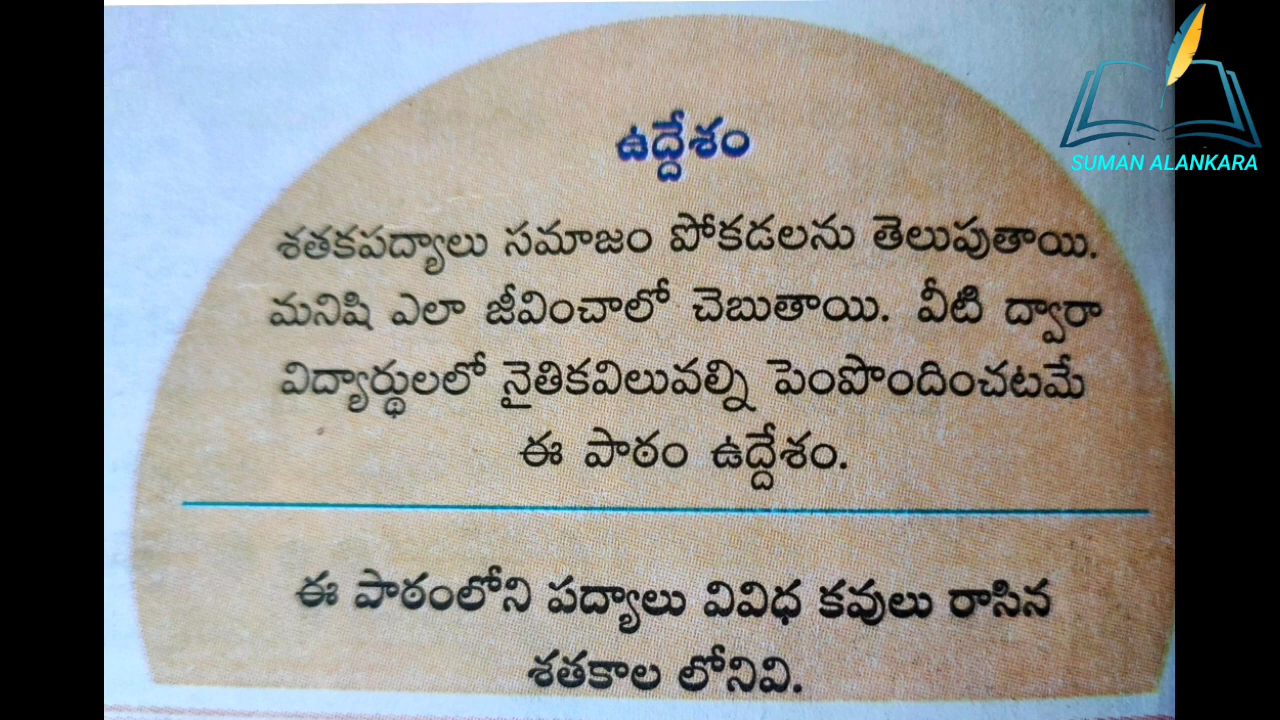 SUMAN ALANKARA
ఉద్దేశం
శతకపద్యాలు సమాజం పోకడలను తెలుపుతాయి.
మనిషి ఎలా జీవించాలో చెబుతాయి. వీటి ద్వారా
విద్యార్థులలో నైతికవిలువల్ని పెంపొందించటమే
ఈ పాఠం ఉద్దేశం.
ఈ పాఠంలోని పద్యాలు వివిధ కవులు రాసిన
శతకాల లోనివి.